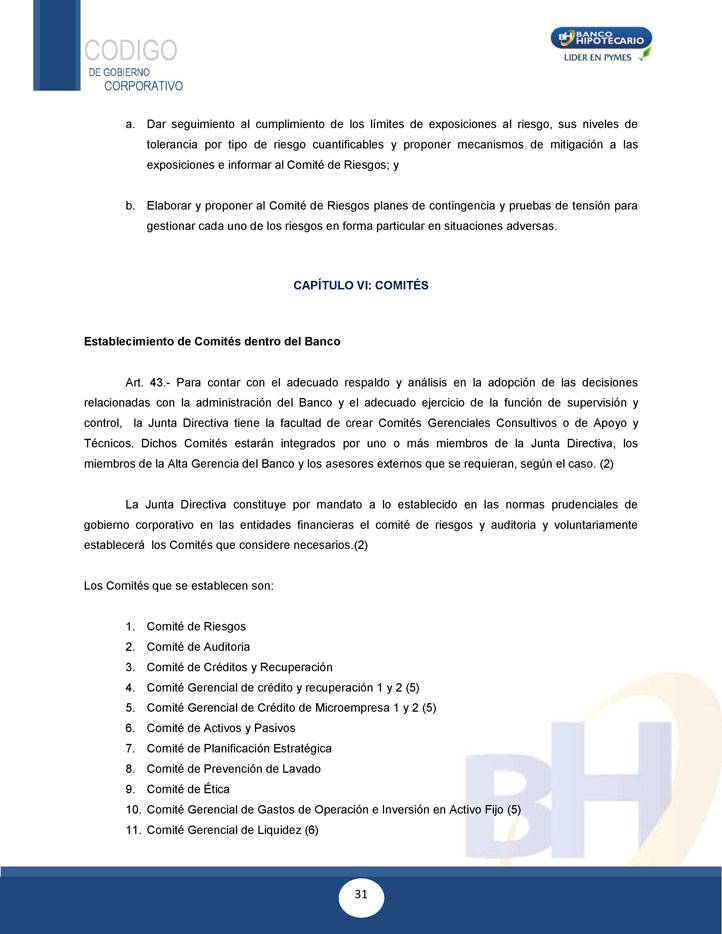 CODIGO
DE GOBIERNO
CORPORATIVO
BH BANCO
HIPOTECARIO
LIDER EN PYMES
a. Dar seguimiento al cumplimiento de los límites de exposiciones al riesgo, sus niveles de
tolerancia por tipo de riesgo cuantificables y proponer mecanismos de mitigación a las
exposiciones e informar al Comité de Riesgos; y
b. Elaborar y proponer al Comité de Riesgos planes de contingencia y pruebas de tensión para
gestionar cada uno de los riesgos en forma particular en situaciones adversas.
CAPÍTULO VI: COMITÉS
Establecimiento de Comités dentro del Banco
Art. 43.- Para contar con el adecuado respaldo y análisis en la adopción de las decisiones
relacionadas con la administración del Banco y el adecuado ejercicio de la función de supervisión y
control, la Junta Directiva tiene la facultad de crear Comités Gerenciales Consultivos o de Apoyo y
Técnicos. Dichos Comités estarán integrados por uno o más miembros de la Junta Directiva, los
miembros de la Alta Gerencia del Banco y los asesores externos que se requieran, según el caso. (2)
La Junta Directiva constituye por mandato a lo establecido en las normas prudenciales de
gobierno corporativo en las entidades financieras el comité de riesgos y auditoria y voluntariamente
establecerá los Comités que considere necesarios.(2)
Los Comités que se establecen son:
1. Comité de Riesgos
2. Comité de Auditoria
3. Comité de Créditos y Recuperación
4. Comité Gerencial de crédito y recuperación 1 y 2 (5)
5. Comité Gerencial de Crédito de Microempresa 1 y 2 (5)
6. Comité de Activos y Pasivos
7. Comité de Planificación Estratégica
8. Comité de Prevención de Lavado
9. Comité de Ética
10. Comité Gerencial de Gastos de Operación e Inversión en Activo Fijo (5)
11. Comité Gerencial de Liquidez (6)
BH
31